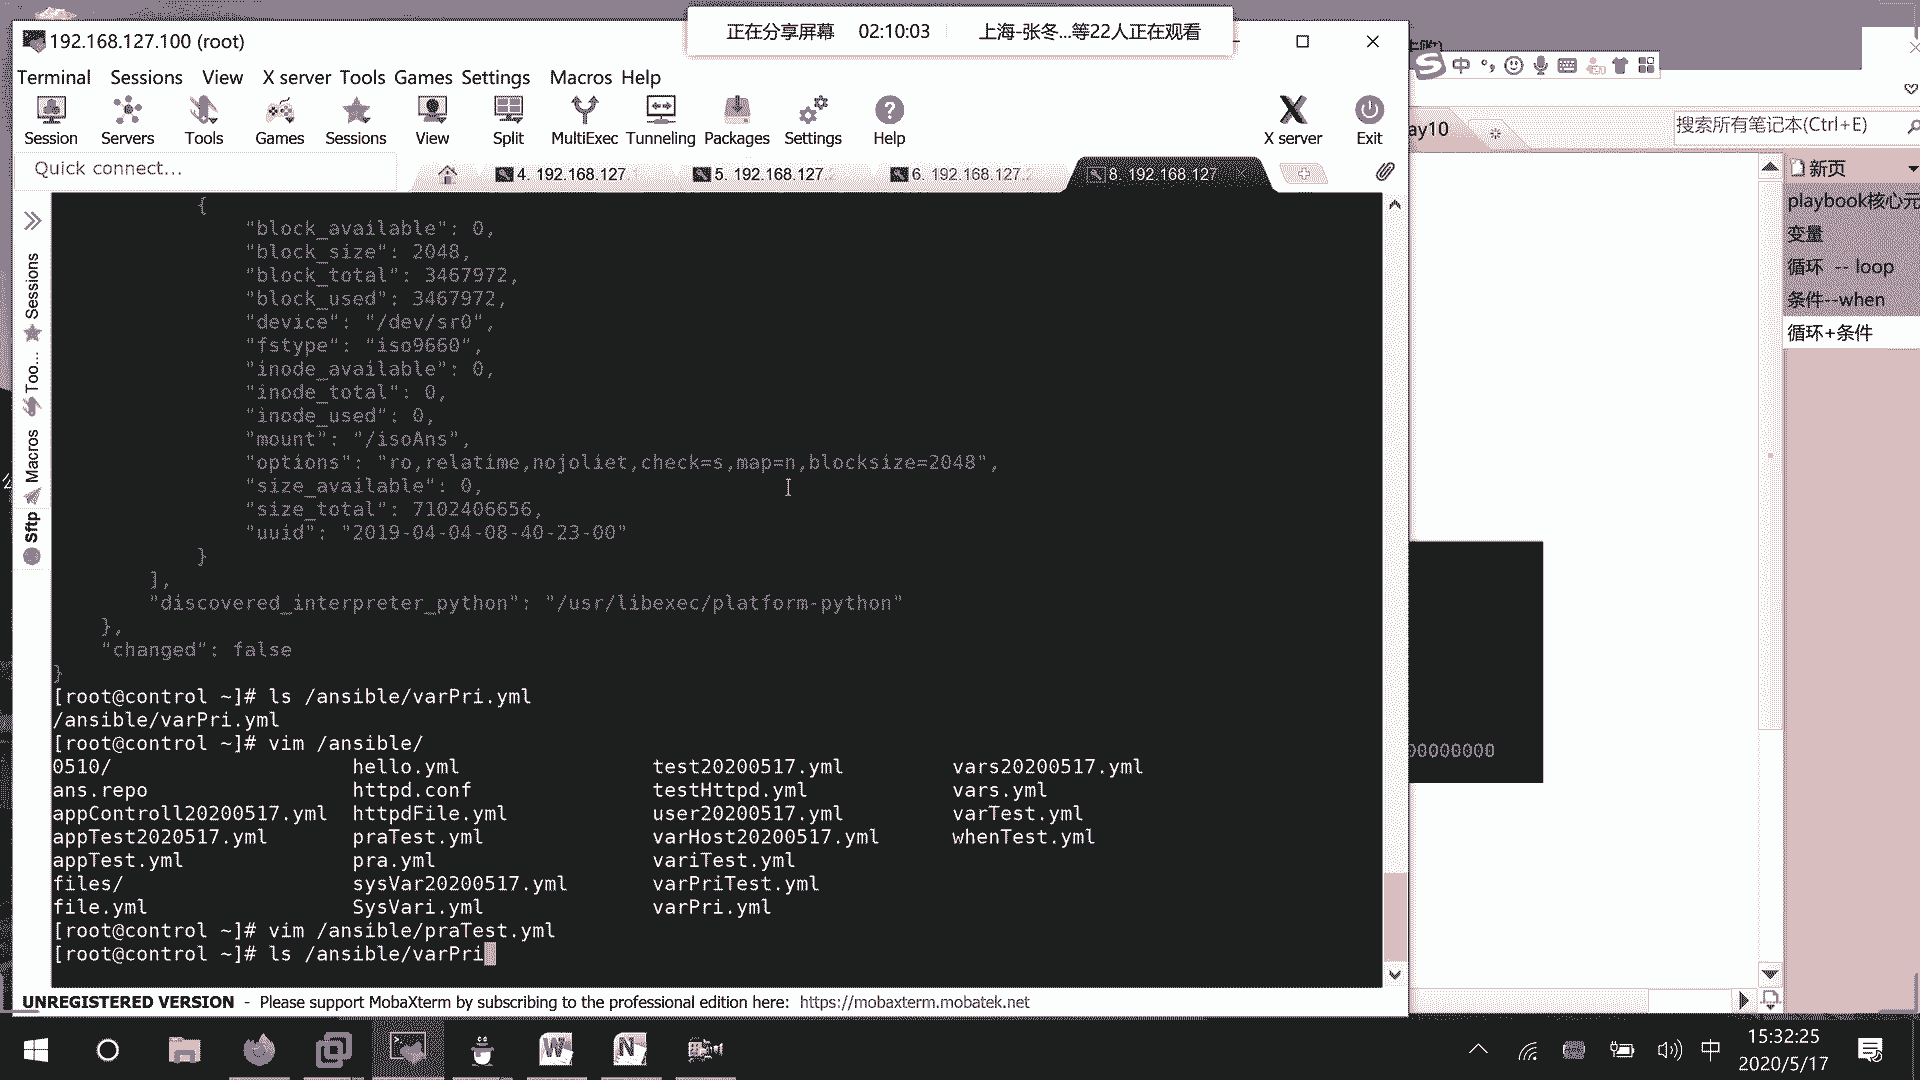 192.168.127.100 (root)
正在分享屏幕 02:10:03 上海-张冬...等22人正在观看
Terminal Sessions View X server Tools Games Settings Macros Help
Session Servers Tools Games Sessions View Split MultiExec Tunneling Packages Settings Help X server Exit
Quick connect...
4. 192.168.127. 5. 192.168.127. 6. 192.168.127. 8. 192.168.127
Sessions
Too...
Macros
Sftp
{
"block_available": 0,
"block_size": 2048,
"block_total": 3467972,
"block_used": 3467972,
"device": "/dev/sr0",
"fstype": "iso9660",
"inode_available": 0,
"inode_total": 0,
"inode_used": 0,
"mount": "/isoAns",
"options": "ro,relatime,nojoliet,check=s,map=n,blocksize=2048",
"size_available": 0,
"size_total": 7102406656,
"uuid": "2019-04-04-08-40-23-00"
}
],
"discovered_interpreter_python": "/usr/libexec/platform-python"
},
"changed": false
}
[root@control ~]# ls /ansible/varPri.yml
/ansible/varPri.yml
[root@control ~]# vim /ansible/
0510/ hello.yml test20200517.yml vars20200517.yml
ans.repo httpd.conf testHttpd.yml vars.yml
appControll20200517.yml httpdFile.yml user20200517.yml varTest.yml
appTest2020517.yml praTest.yml varHost20200517.yml whenTest.yml
appTest.yml pra.yml variTest.yml
files/ sysVar20200517.yml varPriTest.yml
file.yml SysVari.yml varPri.yml
[root@control ~]# vim /ansible/praTest.yml
[root@control ~]# ls /ansible/varPri
UNREGISTERED VERSION - Please support MobaXterm by subscribing to the professional edition here: https://mobaxterm.mobatek.net
中
ay10
搜索所有笔记本(Ctrl+E)
新页
playbook核心元
变量
循环 -- loop
条件--when
循环+条件
00000000
中
15:32:25
2020/5/17